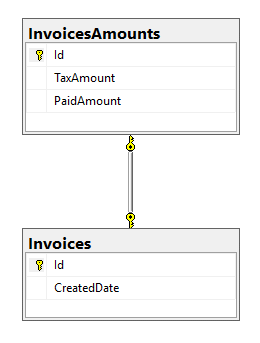 InvoicesAmounts
Id
TaxAmount
PaidAmount
Invoices
Id
CreatedDate